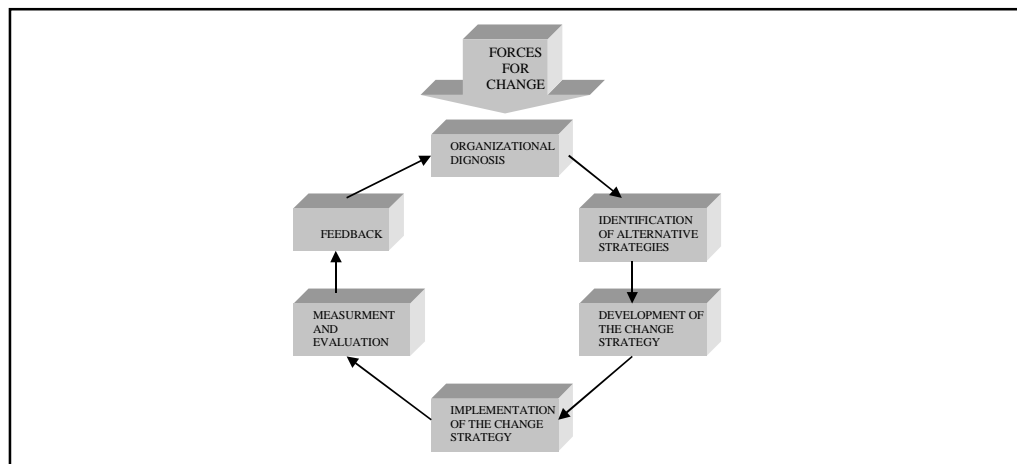 FORCES
FOR
CHANGE
ORGANIZATIONAL
DIGNOSIS
IDENTIFICATION
OF ALTERNATIVE
STRATEGIES
DEVELOPMENT OF
THE CHANGE
STRATEGY
IMPLEMENTATION
OF THE CHANGE
STRATEGY
MEASURMENT
AND
EVALUATION
FEEDBACK